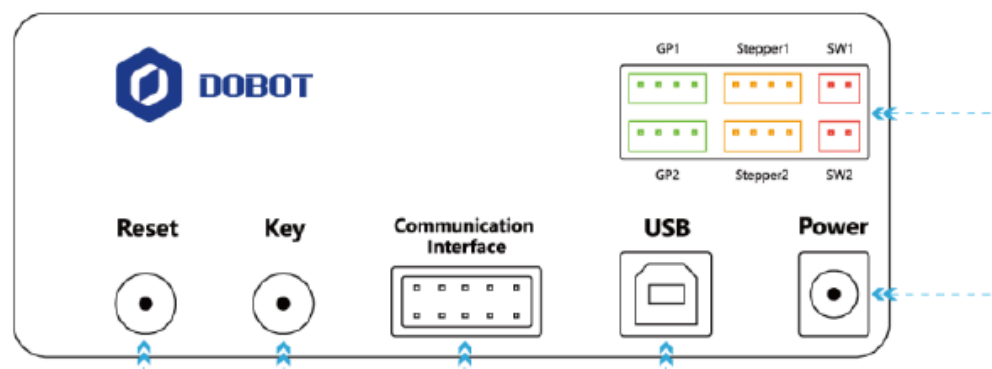 GP1 Stepper1 SW1
DOBOT
GP2 Stepper2 SW2
Reset Key Communication Interface USB Power